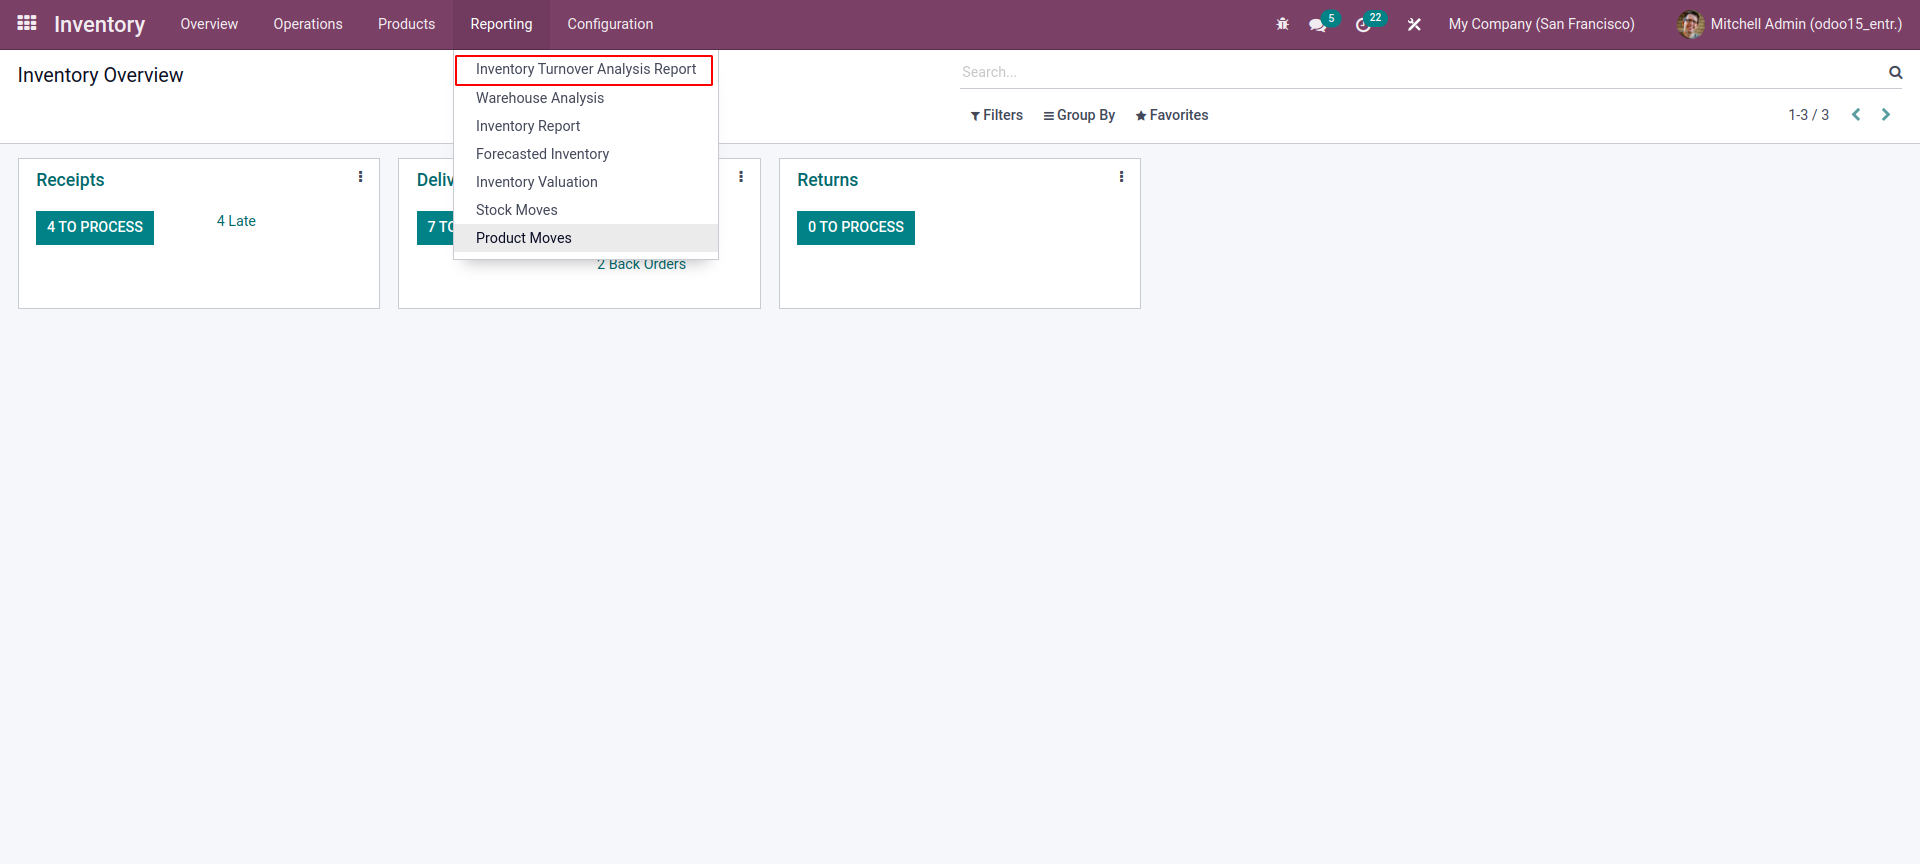 Inventory Overview Operations Products Reporting Configuration 5 22 My Company (San Francisco) Mitchell Admin (odoo15_entr.)
Inventory Overview
Search...
Filters Group By Favorites 1-3 / 3
Inventory Turnover Analysis Report
Warehouse Analysis
Inventory Report
Forecasted Inventory
Inventory Valuation
Stock Moves
Product Moves
Receipts
4 TO PROCESS 4 Late
Deliv
7 TO
2 Back Orders
Returns
0 TO PROCESS